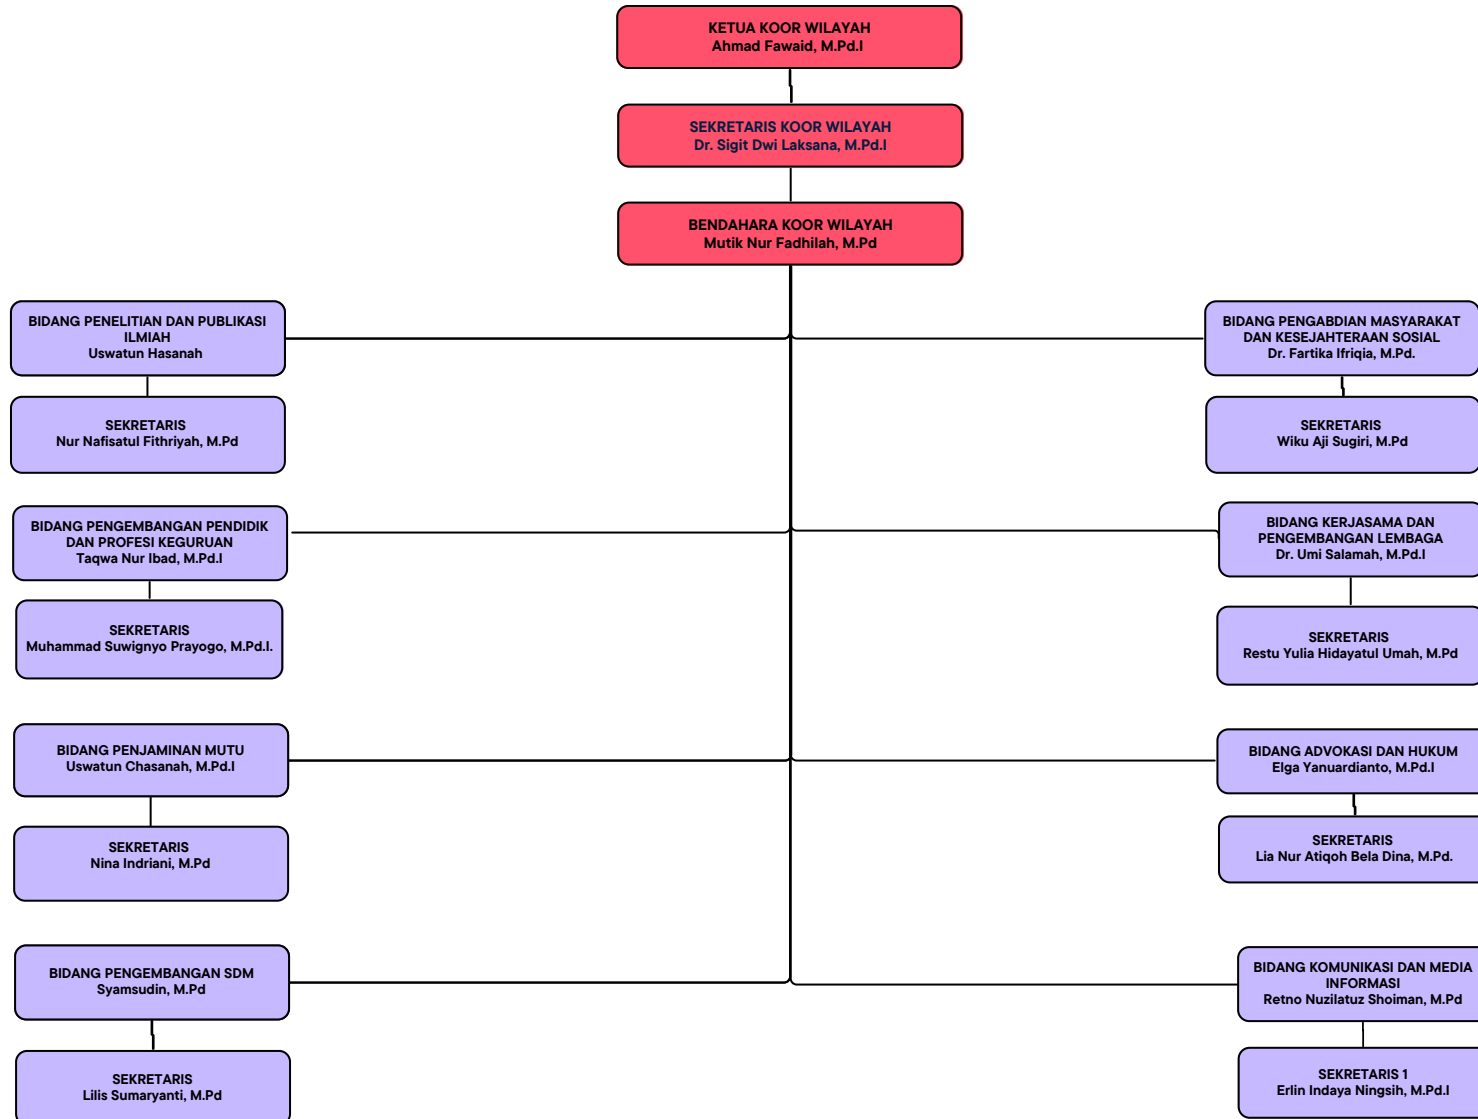 KETUA KOOR WILAYAH
Ahmad Fawaid, M.Pd.I
SEKRETARIS KOOR WILAYAH
Dr. Sigit Dwi Laksana, M.Pd.I
BENDAHARA KOOR WILAYAH
Mutik Nur Fadhilah, M.Pd
BIDANG PENELITIAN DAN PUBLIKASI
ILMIAH
Uswatun Hasanah
SEKRETARIS
Nur Nafisatul Fithriyah, M.Pd
BIDANG PENGABDIAN MASYARAKAT
DAN KESEJAHTERAAN SOSIAL
Dr. Fartika Ifriqia, M.Pd.
SEKRETARIS
Wiku Aji Sugiri, M.Pd
BIDANG PENGEMBANGAN PENDIDIK
DAN PROFESI KEGURUAN
Taqwa Nur Ibad, M.Pd.I
SEKRETARIS
Muhammad Suwignyo Prayogo, M.Pd.I.
BIDANG KERJASAMA DAN
PENGEMBANGAN LEMBAGA
Dr. Umi Salamah, M.Pd.I
SEKRETARIS
Restu Yulia Hidayatul Umah, M.Pd
BIDANG PENJAMINAN MUTU
Uswatun Chasanah, M.Pd.I
SEKRETARIS
Nina Indriani, M.Pd
BIDANG ADVOKASI DAN HUKUM
Elga Yanuardianto, M.Pd.I
SEKRETARIS
Lia Nur Atiqoh Bela Dina, M.Pd.
BIDANG PENGEMBANGAN SDM
Syamsudin, M.Pd
SEKRETARIS
Lilis Sumaryanti, M.Pd
BIDANG KOMUNIKASI DAN MEDIA
INFORMASI
Retno Nuzilatuz Shoiman, M.Pd
SEKRETARIS 1
Erlin Indaya Ningsih, M.Pd.I